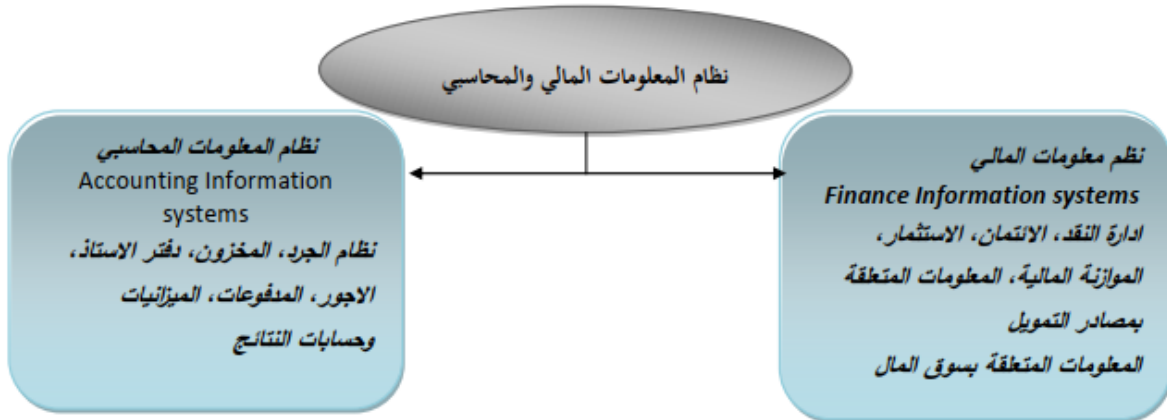 نظام المعلومات المالي والمحاسبي
نظم معلومات المالي
Finance Information systems
ادارة النقد، الائتمان، الاستثمار،
الموازنة المالية، المعلومات المتعلقة
بمصادر التمويل
المعلومات المتعلقة بسوق المال
نظام المعلومات المحاسبي
Accounting Information
systems
نظام الجرد، المخزون، دفتر الاستاذ،
الاجور، المدفوعات، الميزانيات
وحسابات النتائج